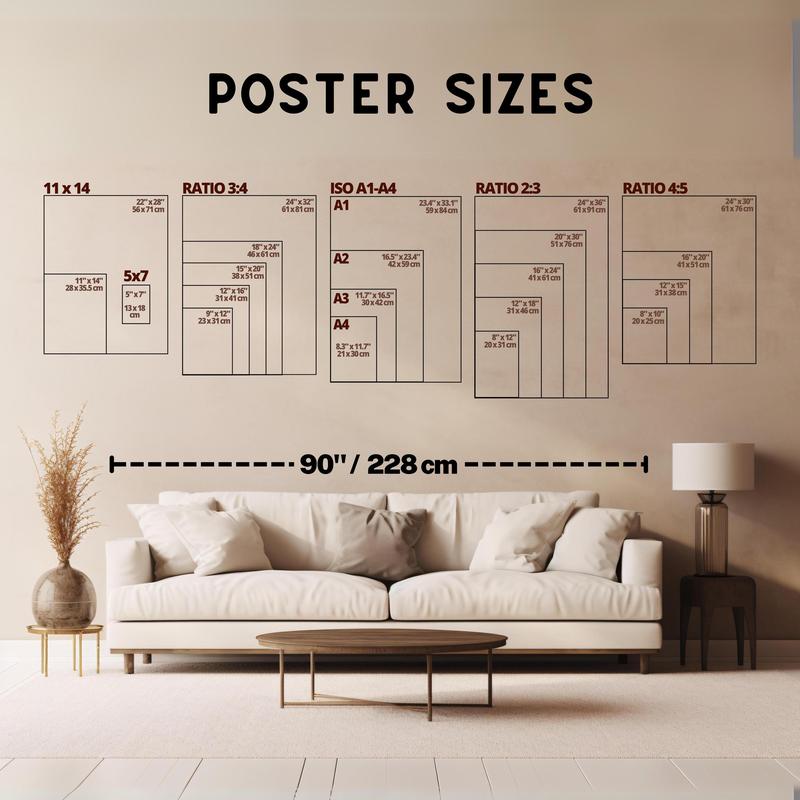 POSTER SIZES
11 x 14
22" x 28"
56 x 71 cm
11" x 14"
28 x 35.5 cm
5x7
5" x 7"
13 x 18
cm
RATIO 3:4
24" x 32"
61 x 81 cm
18" x 24"
46 x 61 cm
15" x 20"
38 x 51 cm
12" x 16"
31 x 41 cm
9" x 12"
23 x 31 cm
ISO A1-A4
A1
23.4" x 33.1"
59 x 84 cm
A2
16.5" x 23.4"
42 x 59 cm
A3
11.7" x 16.5"
30 x 42 cm
A4
8.3" x 11.7"
21 x 30 cm
RATIO 2:3
24" x 36"
61 x 91 cm
20" x 30"
51 x 76 cm
16" x 24"
41 x 61 cm
12" x 18"
31 x 46 cm
8" x 12"
20 x 31 cm
RATIO 4:5
24" x 30"
61 x 76 cm
16" x 20"
41 x 51 cm
12" x 15"
31 x 38 cm
8" x 10"
20 x 25 cm
90" / 228 cm